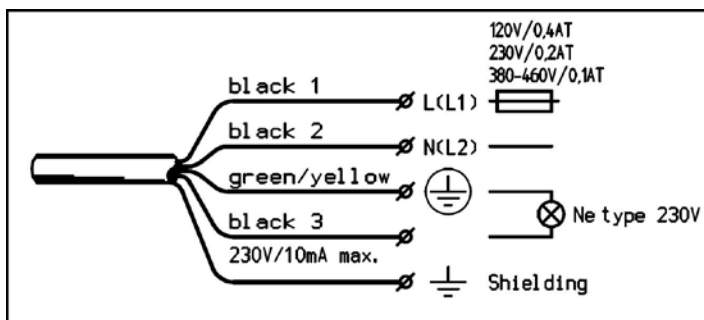 120V/0,4AT
230V/0,2AT
380-460V/0,1AT
black 1
L(L1)
black 2
N(L2)
green/yellow
black 3
Ne type 230V
230V/10mA max.
Shielding